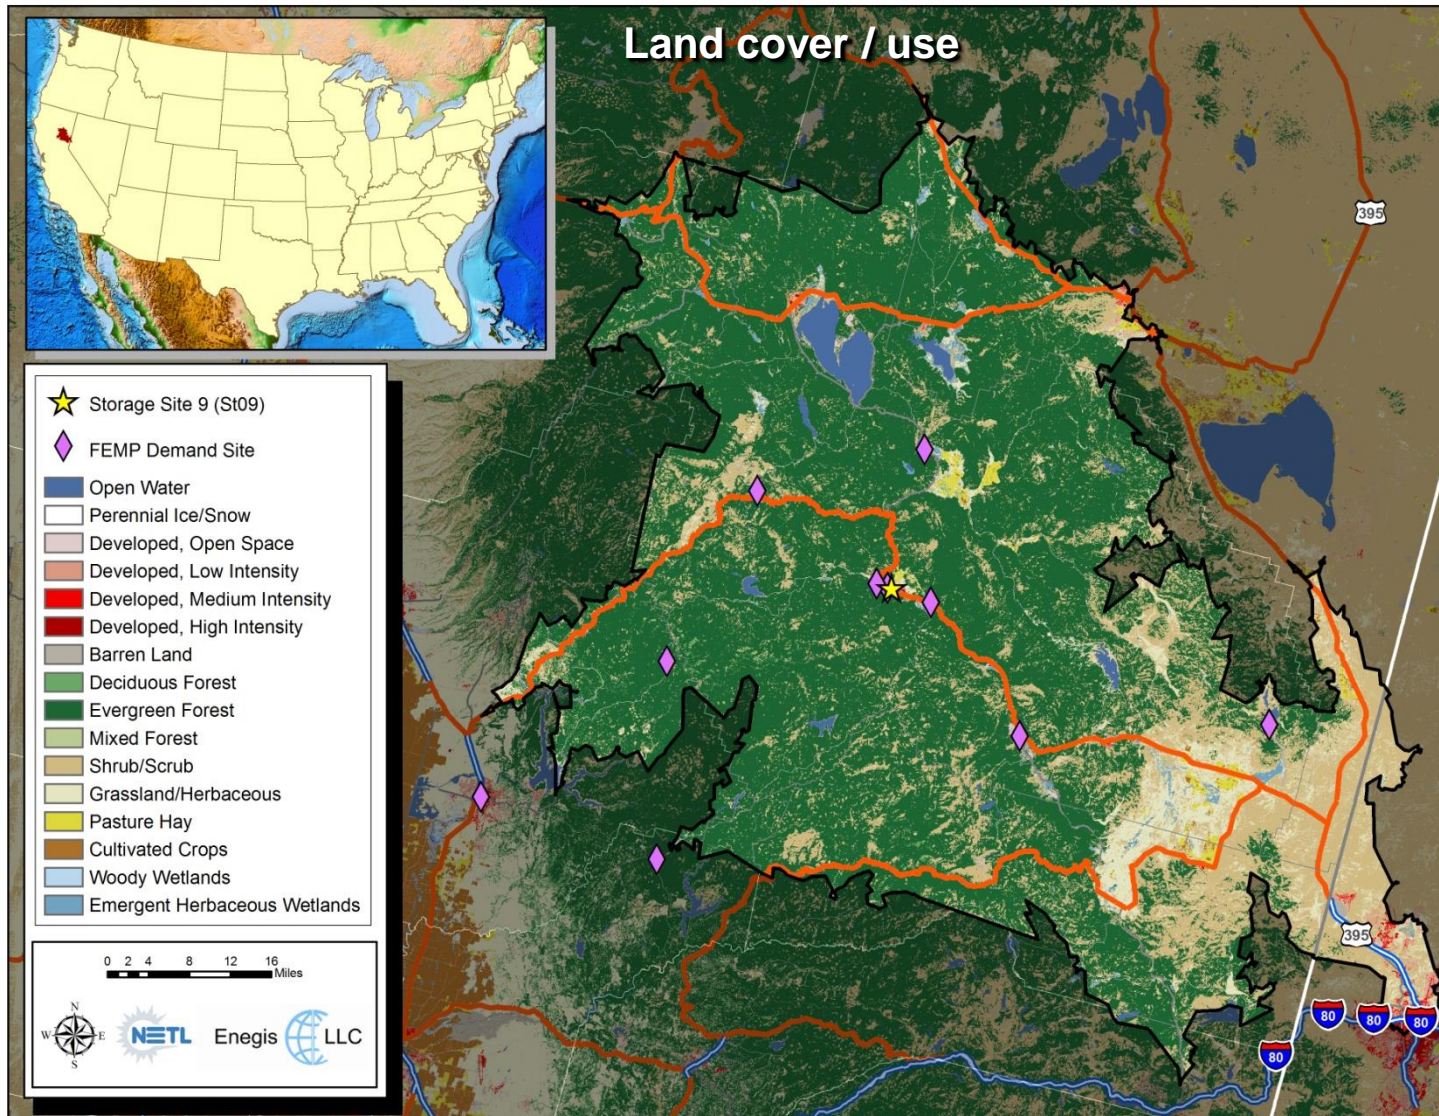 Land cover / use
395
Storage Site 9 (St09)
FEMP Demand Site
Open Water
Perennial Ice/Snow
Developed, Open Space
Developed, Low Intensity
Developed, Medium Intensity
Developed, High Intensity
Barren Land
Deciduous Forest
Evergreen Forest
Mixed Forest
Shrub/Scrub
Grassland/Herbaceous
Pasture Hay
Cultivated Crops
Woody Wetlands
Emergent Herbaceous Wetlands
0 2 4 8 12 16
Miles
N
W E
S
NETL
Enegis LLC
395
80 80 80
80